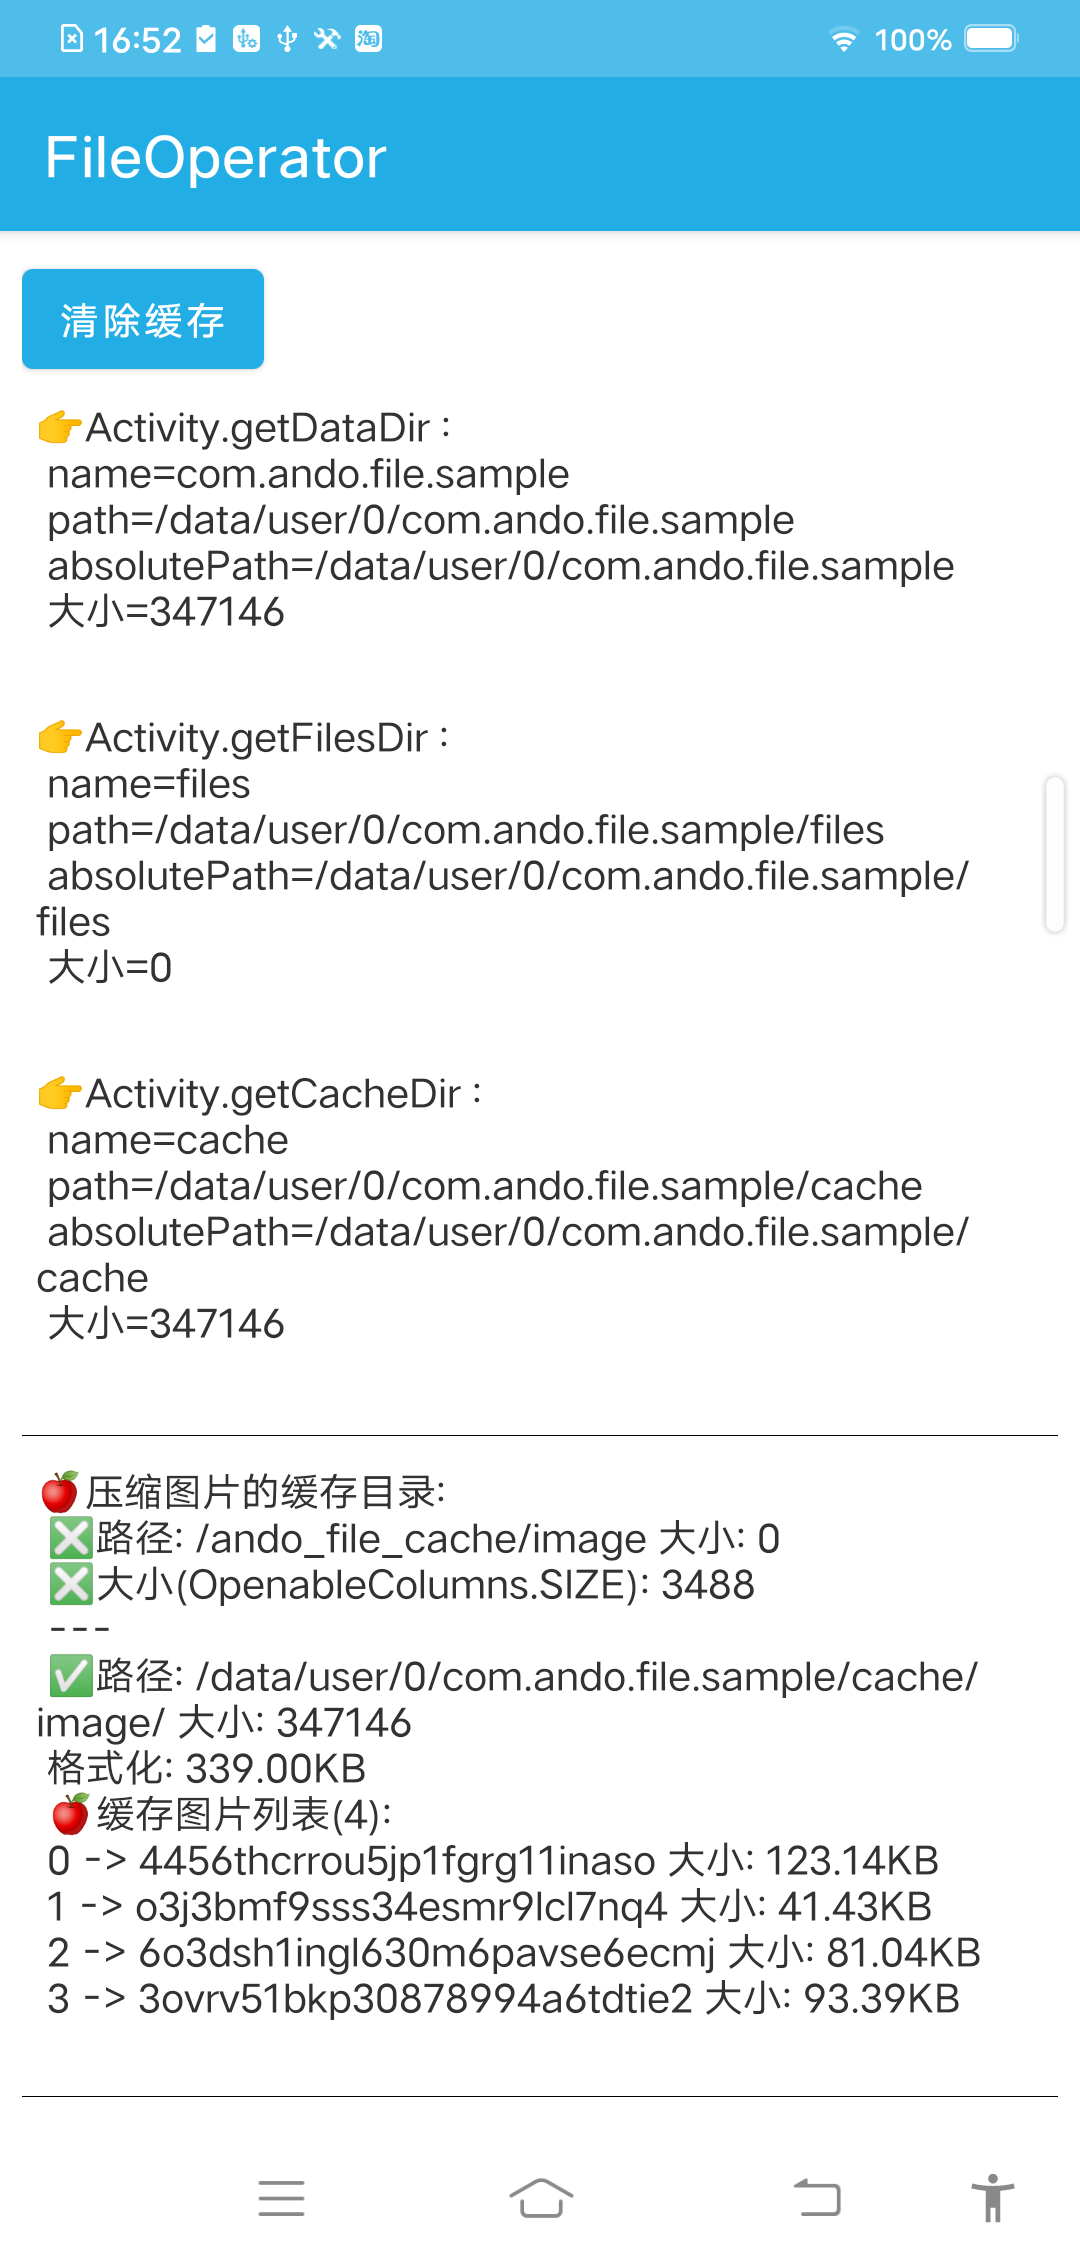 16:52
淘
100%
FileOperator
清除缓存
👉Activity.getDataDir :
name=com.ando.file.sample
path=/data/user/0/com.ando.file.sample
absolutePath=/data/user/0/com.ando.file.sample
大小=347146
👉Activity.getFilesDir :
name=files
path=/data/user/0/com.ando.file.sample/files
absolutePath=/data/user/0/com.ando.file.sample/
files
大小=0
👉Activity.getCacheDir :
name=cache
path=/data/user/0/com.ando.file.sample/cache
absolutePath=/data/user/0/com.ando.file.sample/
cache
大小=347146
🍎压缩图片的缓存目录:
❎路径: /ando_file_cache/image 大小: 0
❎大小(OpenableColumns.SIZE): 3488
---
✅路径: /data/user/0/com.ando.file.sample/cache/
image/ 大小: 347146
格式化: 339.00KB
🍎缓存图片列表(4):
0 -> 4456thcrrou5jp1fgrg11inaso 大小: 123.14KB
1 -> o3j3bmf9sss34esmr9lcl7nq4 大小: 41.43KB
2 -> 6o3dsh1ingl630m6pavse6ecmj 大小: 81.04KB
3 -> 3ovrv51bkp30878994a6tdtie2 大小: 93.39KB